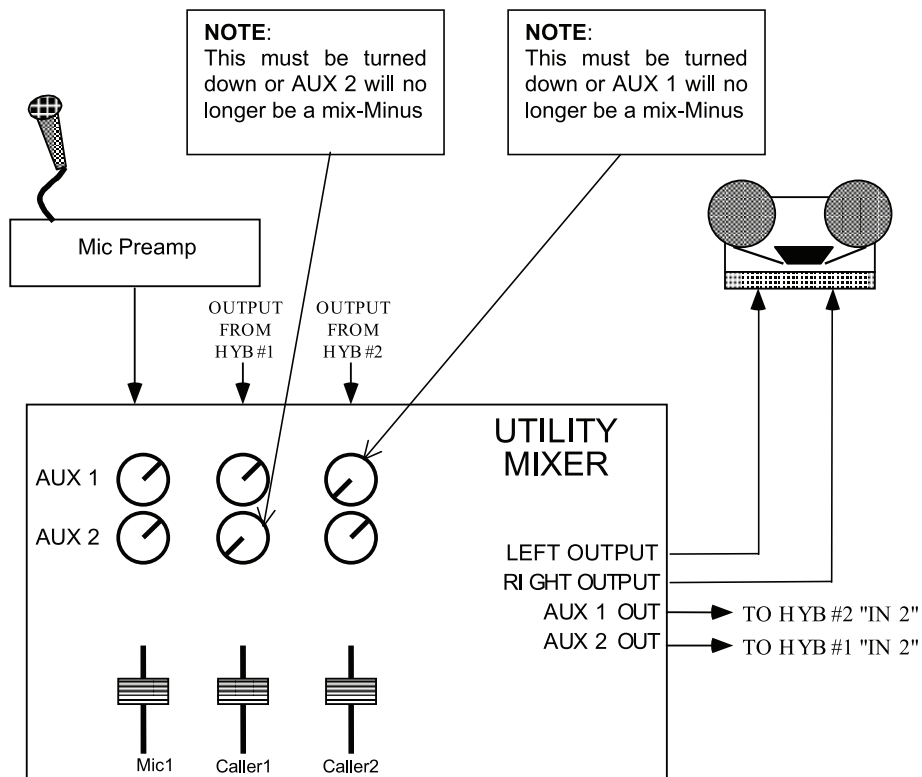 NOTE:
This must be turned
down or AUX 2 will no
longer be a mix-Minus
NOTE:
This must be turned
down or AUX 1 will no
longer be a mix-Minus
Mic Preamp
OUTPUT
FROM
HYB #1
OUTPUT
FROM
HYB #2
UTILITY
MIXER
AUX 1
AUX 2
LEFT OUTPUT
RIGHT OUTPUT
AUX 1 OUT
TO HYB #2 "IN 2"
AUX 2 OUT
TO HYB #1 "IN 2"
Mic1
Caller1
Caller2